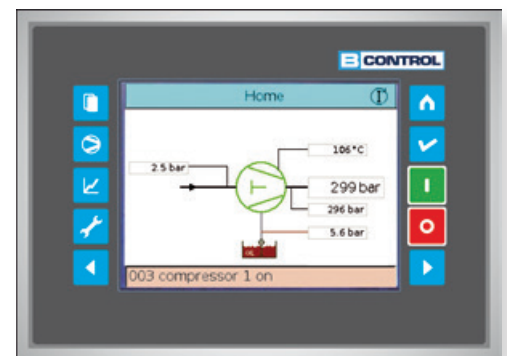 B CONTROL
Home
106°C
2.5 bar
299 bar
296 bar
5.6 bar
003 compressor 1 on